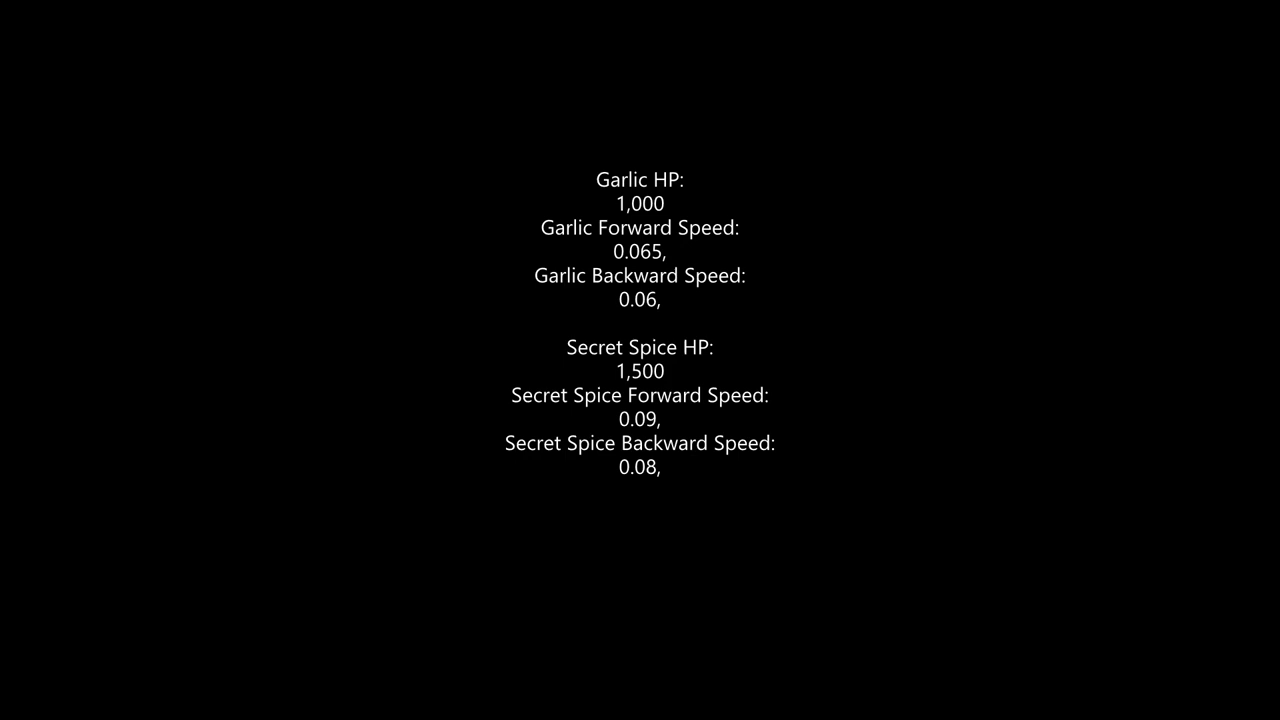 Garlic HP:
1,000
Garlic Forward Speed:
0.065,
Garlic Backward Speed:
0.06,
Secret Spice HP:
1,500
Secret Spice Forward Speed:
0.09,
Secret Spice Backward Speed:
0.08,